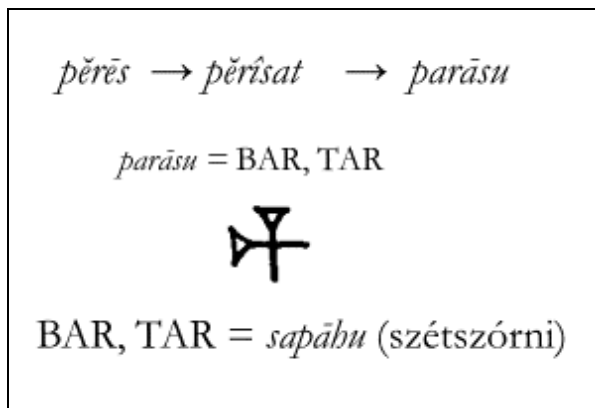 pĕrēs → pĕrîsat → parāsu
parāsu = BAR, TAR
𒁇
BAR, TAR = sapāhu (szétszórni)